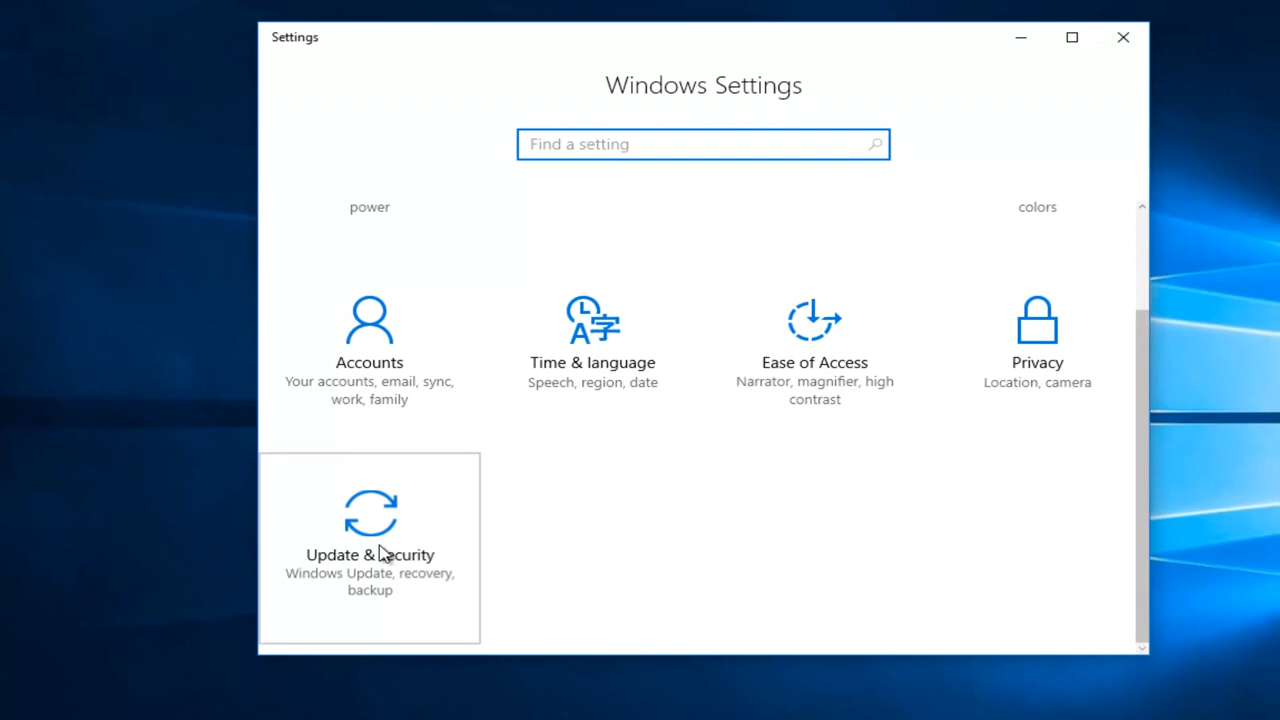 Settings
Windows Settings
Find a setting
power
colors
Accounts
Your accounts, email, sync,
work, family
Time & language
Speech, region, date
Ease of Access
Narrator, magnifier, high
contrast
Privacy
Location, camera
Update & Security
Windows Update, recovery,
backup